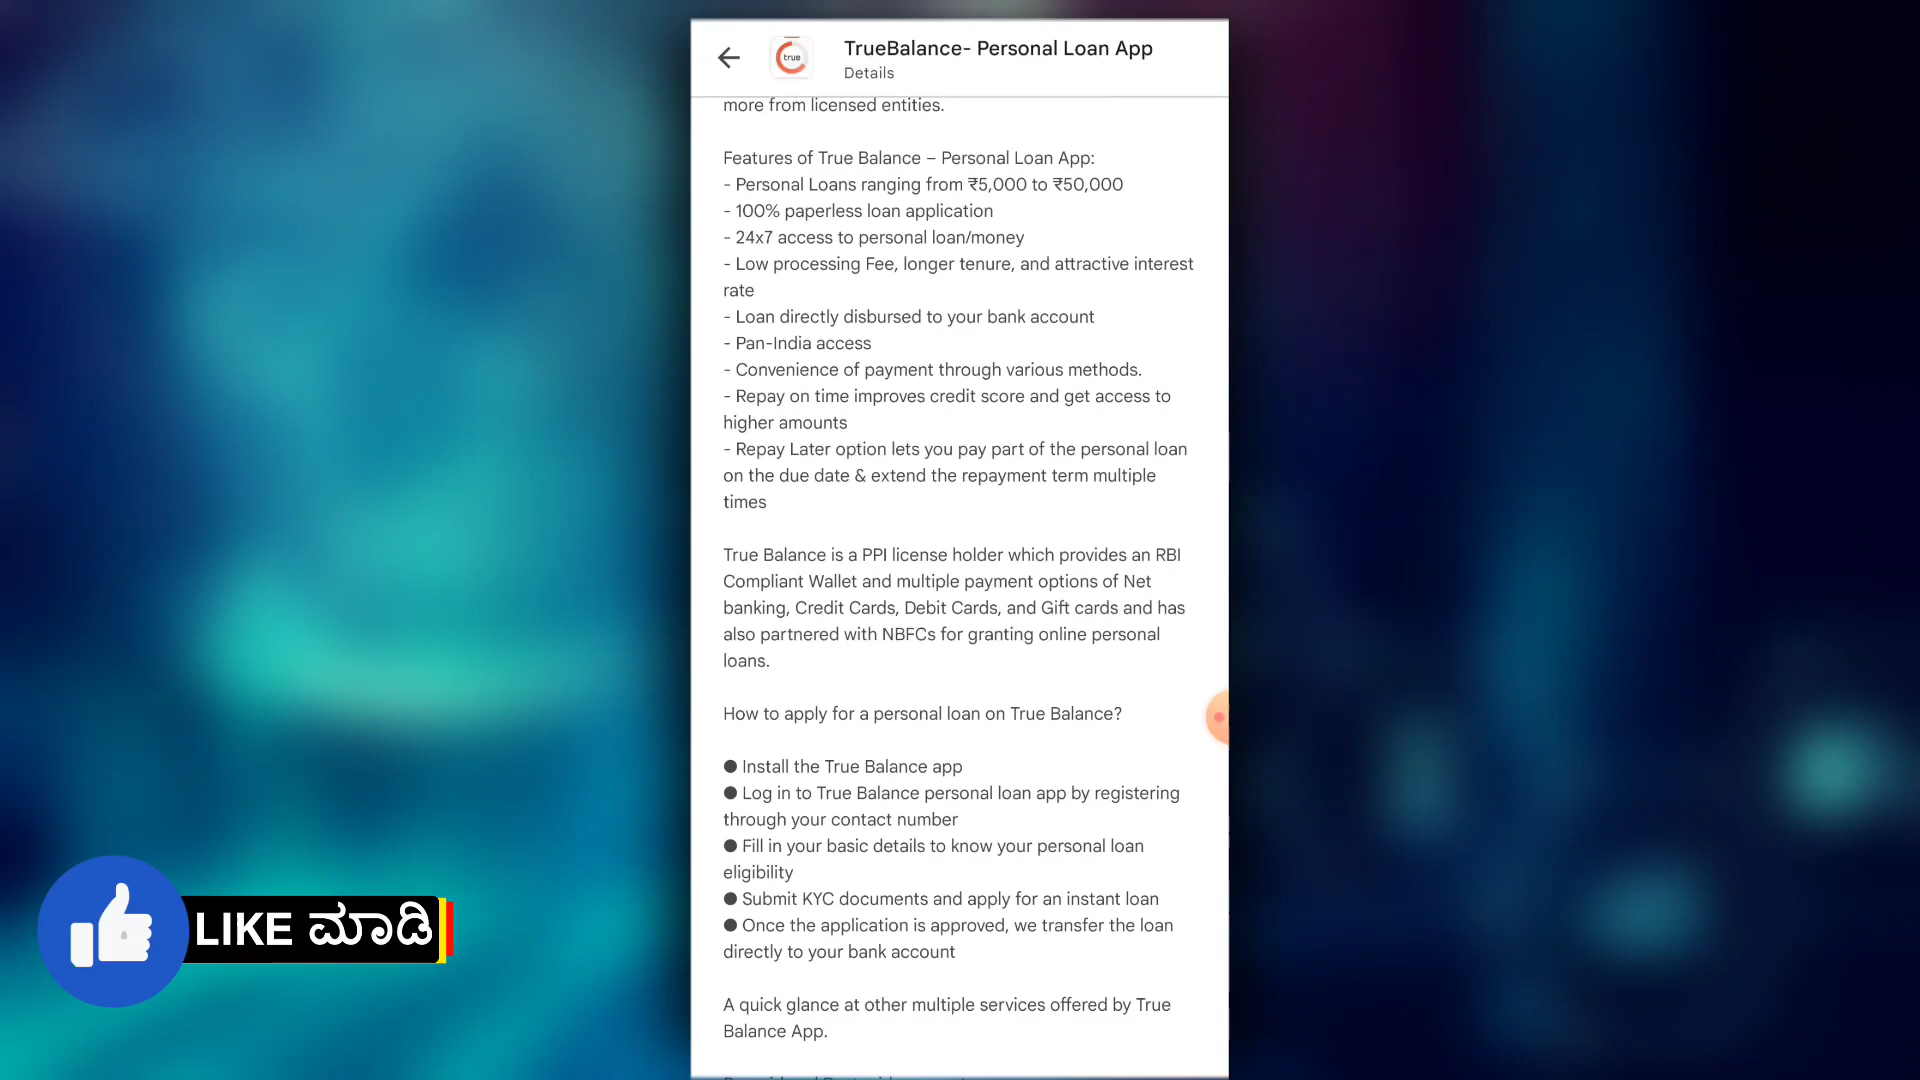 true
TrueBalance- Personal Loan App
Details
more from licensed entities.
Features of True Balance – Personal Loan App:
- Personal Loans ranging from ₹5,000 to ₹50,000
- 100% paperless loan application
- 24x7 access to personal loan/money
- Low processing Fee, longer tenure, and attractive interest
rate
- Loan directly disbursed to your bank account
- Pan-India access
- Convenience of payment through various methods.
- Repay on time improves credit score and get access to
higher amounts
- Repay Later option lets you pay part of the personal loan
on the due date & extend the repayment term multiple
times
True Balance is a PPI license holder which provides an RBI
Compliant Wallet and multiple payment options of Net
banking, Credit Cards, Debit Cards, and Gift cards and has
also partnered with NBFCs for granting online personal
loans.
How to apply for a personal loan on True Balance?
● Install the True Balance app
● Log in to True Balance personal loan app by registering
through your contact number
● Fill in your basic details to know your personal loan
eligibility
● Submit KYC documents and apply for an instant loan
● Once the application is approved, we transfer the loan
directly to your bank account
A quick glance at other multiple services offered by True
Balance App.
LIKE ಮಾಡಿ